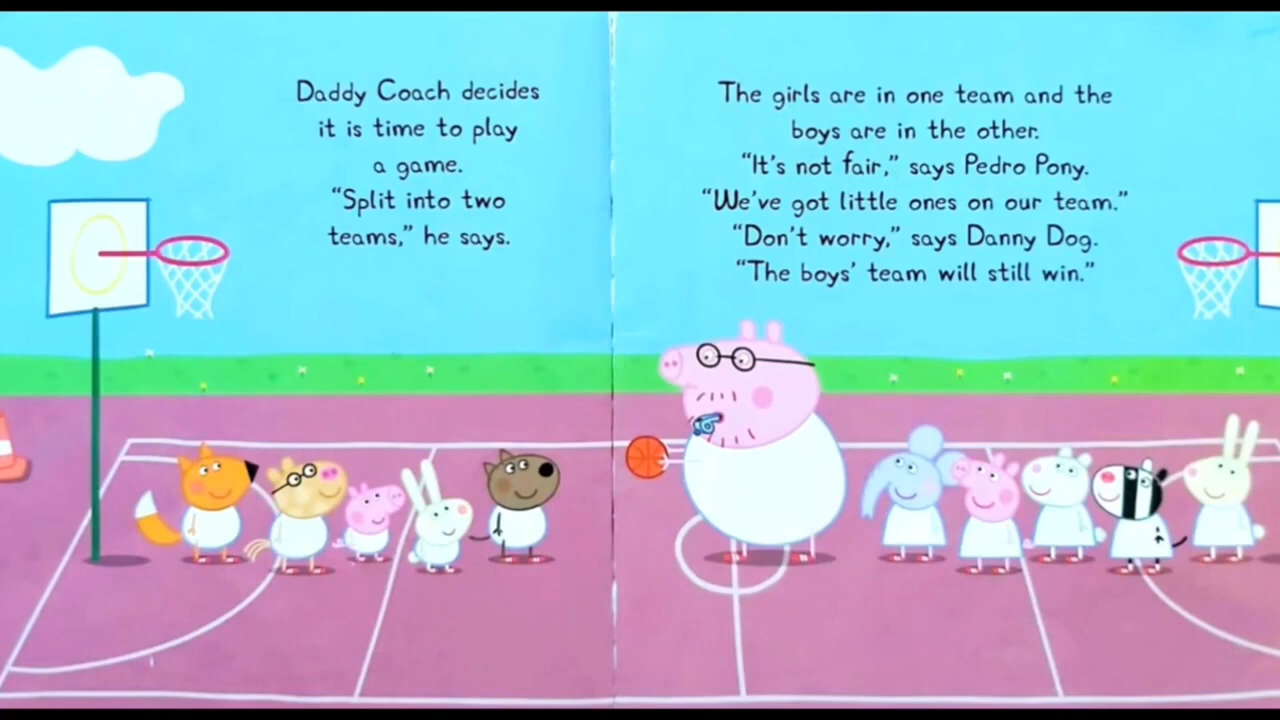 Daddy Coach decides
it is time to play
a game.
“Split into two
teams,” he says.
The girls are in one team and the
boys are in the other.
“It’s not fair,” says Pedro Pony.
“We’ve got little ones on our team.”
“Don’t worry,” says Danny Dog.
“The boys’ team will still win.”